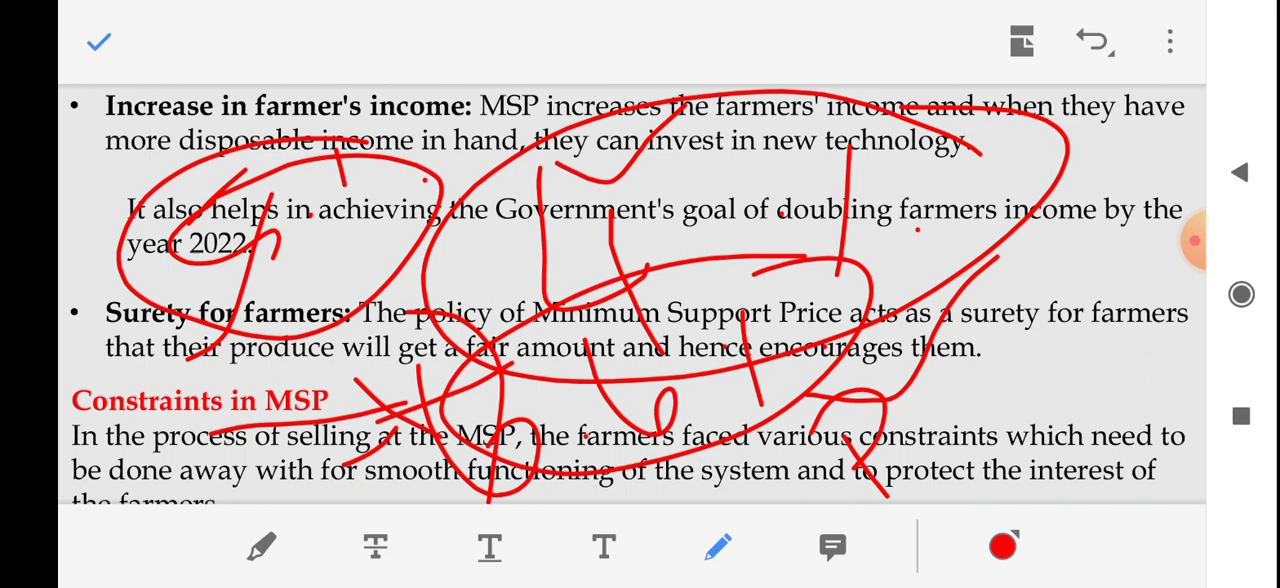 • Increase in farmer's income: MSP increases the farmers' income and when they have
more disposable income in hand, they can invest in new technology.
It also helps in achieving the Government's goal of doubling farmers income by the
year 2022.
• Surety for farmers: The policy of Minimum Support Price acts as a surety for farmers
that their produce will get a fair amount and hence encourages them.
Constraints in MSP
In the process of selling at the MSP, the farmers faced various constraints which need to
be done away with for smooth functioning of the system and to protect the interest of
the farmers